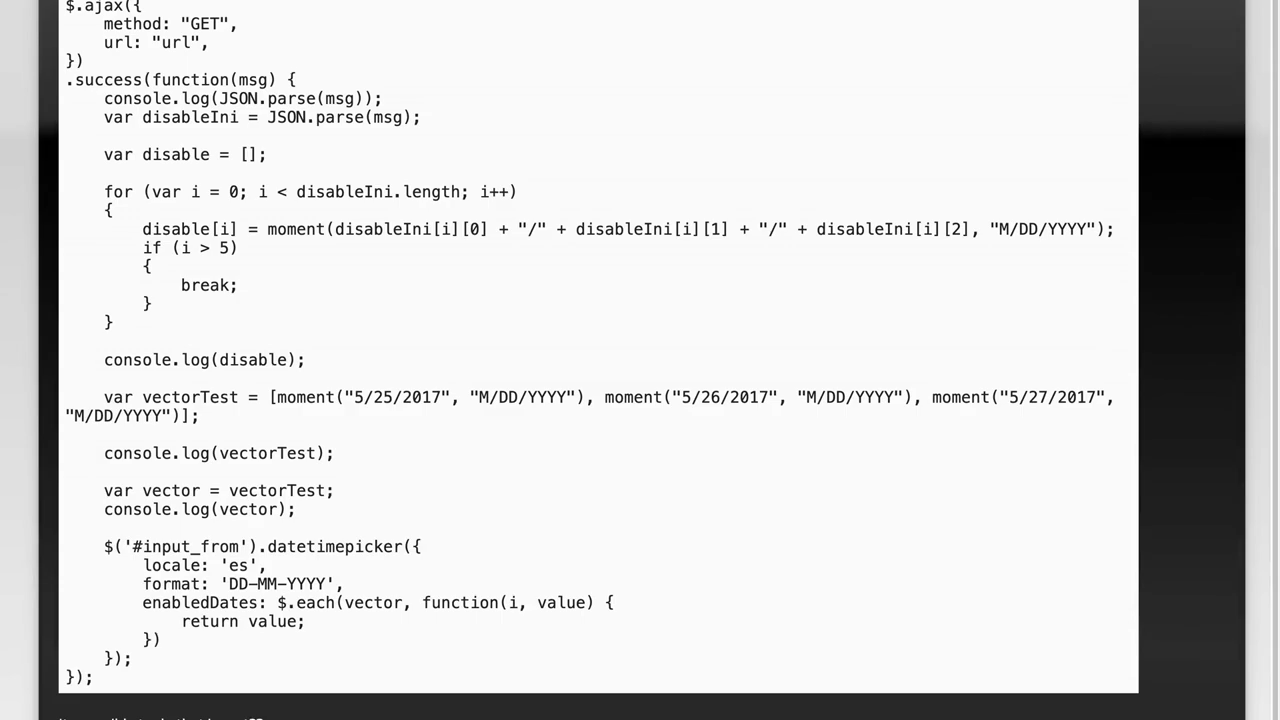 $.ajax({
method: "GET",
url: "url",
})
.success(function(msg) {
console.log(JSON.parse(msg));
var disableIni = JSON.parse(msg);
var disable = [];
for (var i = 0; i < disableIni.length; i++)
{
disable[i] = moment(disableIni[i][0] + "/" + disableIni[i][1] + "/" + disableIni[i][2], "M/DD/YYYY");
if (i > 5)
{
break;
}
}
console.log(disable);
var vectorTest = [moment("5/25/2017", "M/DD/YYYY"), moment("5/26/2017", "M/DD/YYYY"), moment("5/27/2017",
"M/DD/YYYY")];
console.log(vectorTest);
var vector = vectorTest;
console.log(vector);
$('#input_from').datetimepicker({
locale: 'es',
format: 'DD-MM-YYYY',
enabledDates: $.each(vector, function(i, value) {
return value;
})
});
});